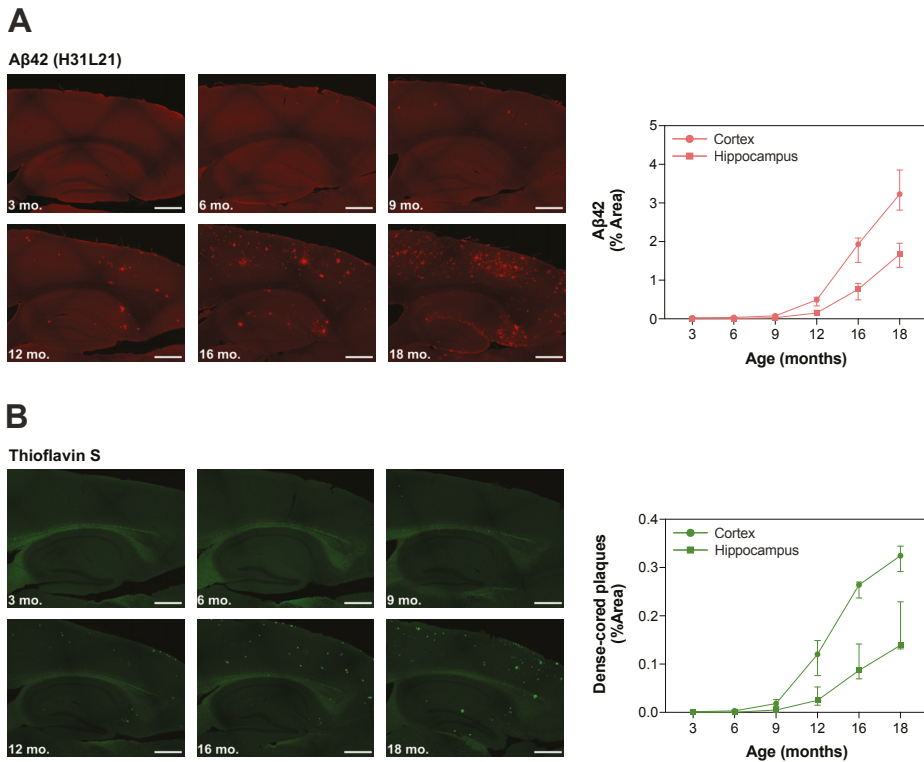 A
Aβ42 (H31L21)
3 mo.
6 mo.
9 mo.
12 mo.
16 mo.
18 mo.
Cortex
Hippocampus
Aβ42
(% Area)
5
4
3
2
1
0
3 6 9 12 16 18
Age (months)
B
Thioflavin S
3 mo.
6 mo.
9 mo.
12 mo.
16 mo.
18 mo.
Cortex
Hippocampus
Dense-cored plaques
(%Area)
0.4
0.3
0.2
0.1
0.0
3 6 9 12 16 18
Age (months)